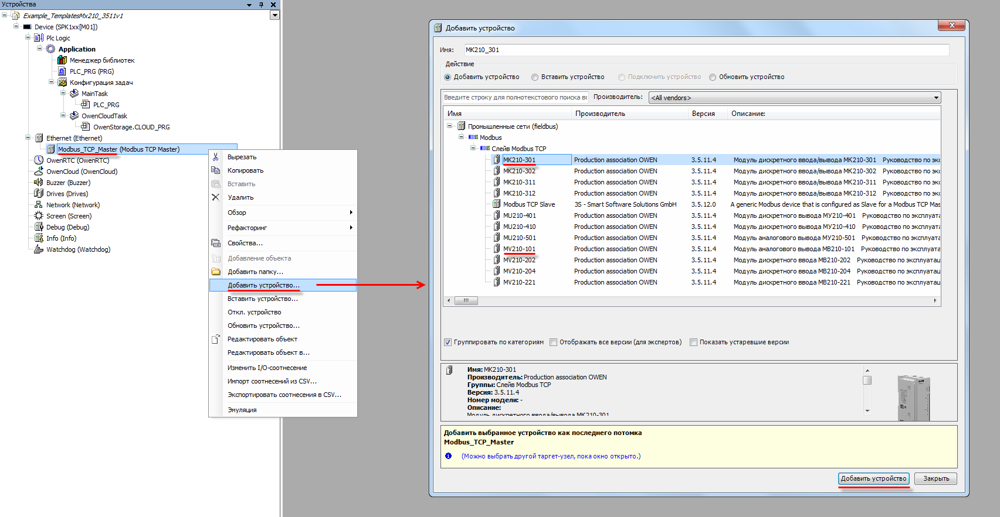 Устройства
Example_TemplatesMx210_3511v1
Device (SPK1xx[M01])
Plc Logic
Application
Менеджер библиотек
PLC_PRG (PRG)
Конфигурация задач
MainTask
PLC_PRG
OwenCloudTask
OwenStorage.CLOUD_PRG
Ethernet (Ethernet)
Modbus_TCP_Master (Modbus TCP Master)
OwenRTC (OwenRTC)
OwenCloud (OwenCloud)
Buzzer (Buzzer)
Drives (Drives)
Network (Network)
Screen (Screen)
Debug (Debug)
Info (Info)
Watchdog (Watchdog)
Вырезать
Копировать
Вставить
Удалить
Обзор
Рефакторинг
Свойства...
Добавление объекта
Добавить папку...
Добавить устройство...
Вставить устройство...
Откл. устройство
Обновить устройство...
Редактировать объект
Редактировать объект в...
Изменить I/O-соотнесение
Импорт соотнесений из CSV...
Экспортировать соотнесения в CSV...
Эмуляция
Добавить устройство
Имя: MK210_301
Действие
Добавить устройство Вставить устройство Подключить устройство Обновить устройство
Введите строку для полнотекстового поиска вс Производитель: <All vendors>
Имя Производитель Версия Описание:
Промышленные сети (fieldbus)
Modbus
Слейв Modbus TCP
MK210-301 Production association OWEN 3.5.11.4 Модуль дискретного ввода/вывода МК210-301 Руководство по экс
MK210-302 Production association OWEN 3.5.11.4 Модуль дискретного ввода/вывода МК210-302 Руководство по экс
MK210-311 Production association OWEN 3.5.11.4 Модуль дискретного ввода/вывода МК210-311 Руководство по экс
MK210-312 Production association OWEN 3.5.11.4 Модуль дискретного ввода/вывода МК210-312 Руководство по экс
Modbus TCP Slave 3S - Smart Software Solutions GmbH 3.5.12.0 A generic Modbus device that is configured as Slave for a Modbus TCP Mas
MU210-401 Production association OWEN 3.5.11.4 Модуль дискретного вывода МУ210-401 Руководство по эксплуата
MU210-410 Production association OWEN 3.5.11.4 Модуль дискретного вывода МУ210-410 Руководство по эксплуата
MU210-501 Production association OWEN 3.5.11.4 Модуль аналогового вывода МУ210-501 Руководство по эксплуата
MV210-101 Production association OWEN 3.5.11.4 Модуль аналогового вывода МВ210-101 Руководство по эксплуата
MV210-202 Production association OWEN 3.5.11.4 Модуль дискретного ввода МВ210-202 Руководство по эксплуатац
MV210-204 Production association OWEN 3.5.11.4 Модуль дискретного ввода МВ210-204 Руководство по эксплуатац
MV210-221 Production association OWEN 3.5.11.4 Модуль дискретного ввода МВ210-221 Руководство по эксплуатац
Группировать по категориям Отображать все версии (для экспертов) Показать устаревшие версии
Имя: MK210-301
Производитель: Production association OWEN
Группы: Слейв Modbus TCP
Версия: 3.5.11.4
Номер модели: -
Описание:
Модуль дискретного ввода/вывода МК210-301
Добавить выбранное устройство как последнего потомка
Modbus_TCP_Master
(Можно выбрать другой таргет-узел, пока окно открыто.)
Добавить устройство Закрыть